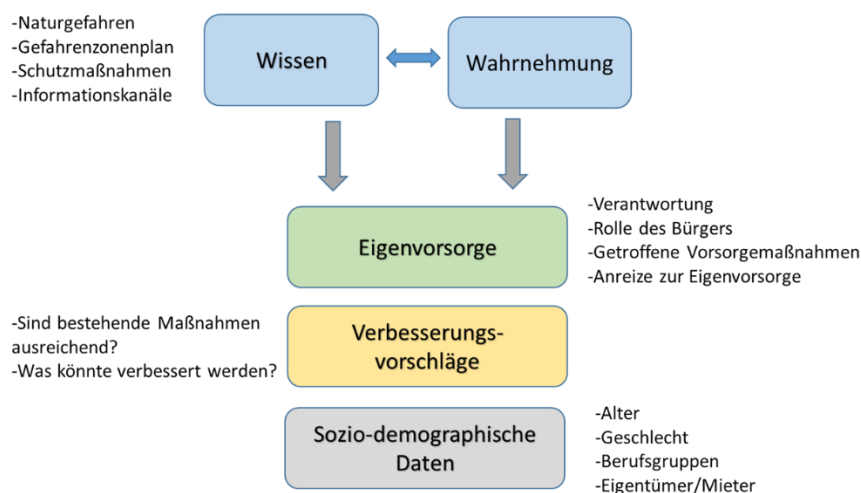 -Naturgefahren
-Gefahrenzonenplan
-Schutzmaßnahmen
-Informationskanäle
Wissen
Wahrnehmung
Eigenvorsorge
-Verantwortung
-Rolle des Bürgers
-Getroffene Vorsorgemaßnahmen
-Anreize zur Eigenvorsorge
-Sind bestehende Maßnahmen
ausreichend?
-Was könnte verbessert werden?
Verbesserungs-
vorschläge
Sozio-demographische
Daten
-Alter
-Geschlecht
-Berufsgruppen
-Eigentümer/Mieter